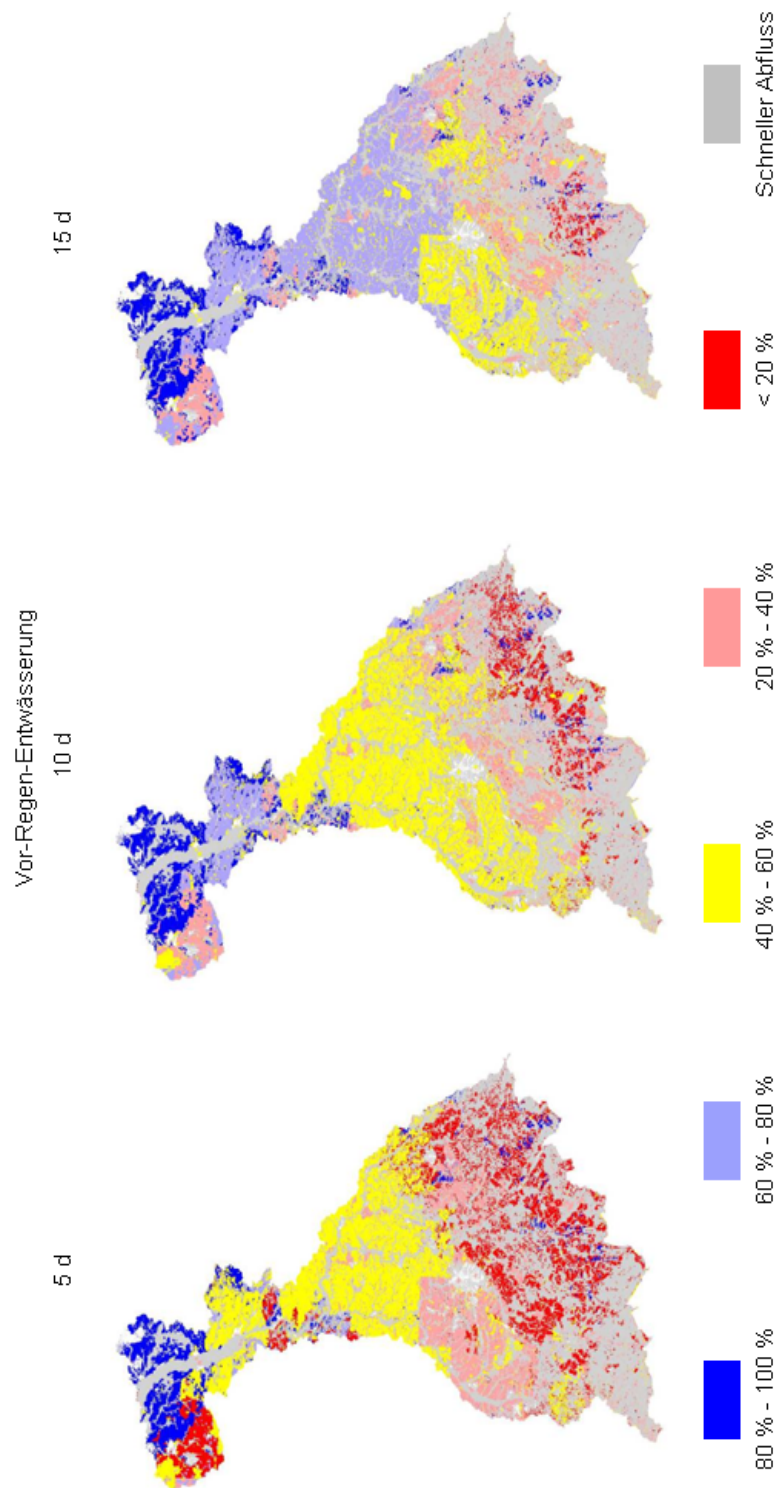 Vor-Regen-Entwässerung
5 d
10 d
15 d
80 % - 100 %
60 % - 80 %
40 % - 60 %
20 % - 40 %
< 20 %
Schneller Abfluss